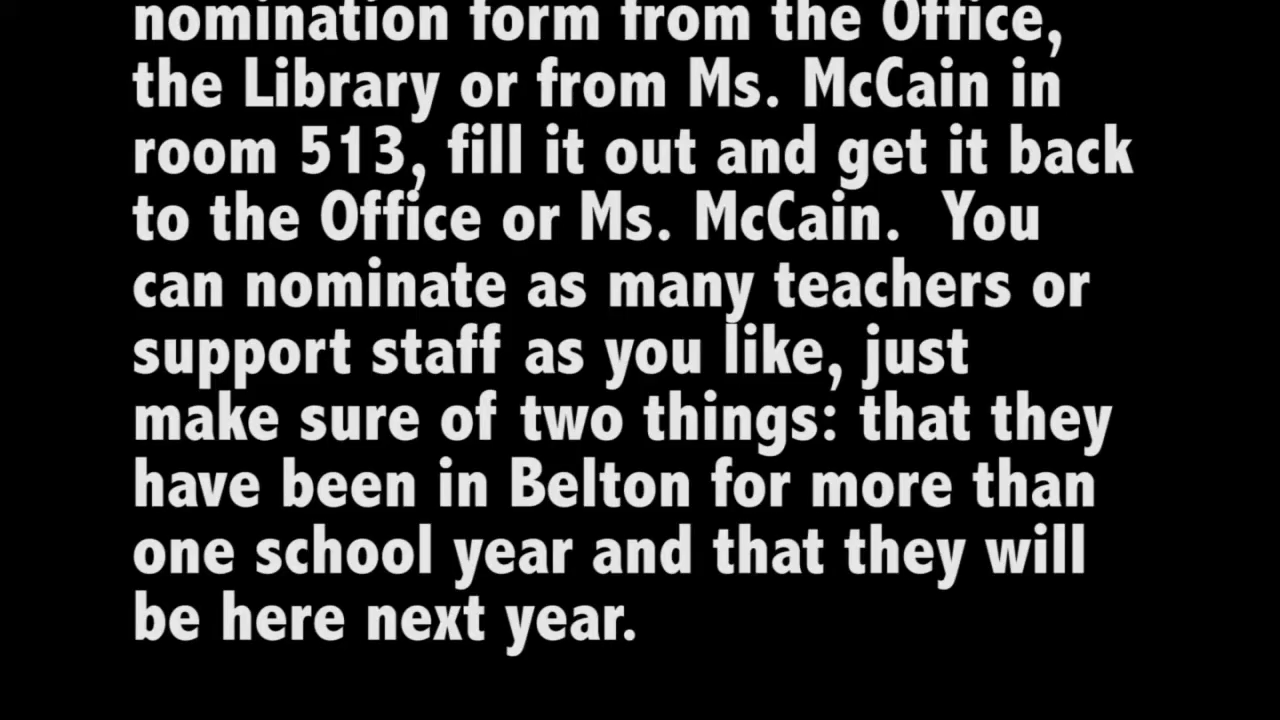 nomination form from the Office,
the Library or from Ms. McCain in
room 513, fill it out and get it back
to the Office or Ms. McCain.  You
can nominate as many teachers or
support staff as you like, just
make sure of two things: that they
have been in Belton for more than
one school year and that they will
be here next year.